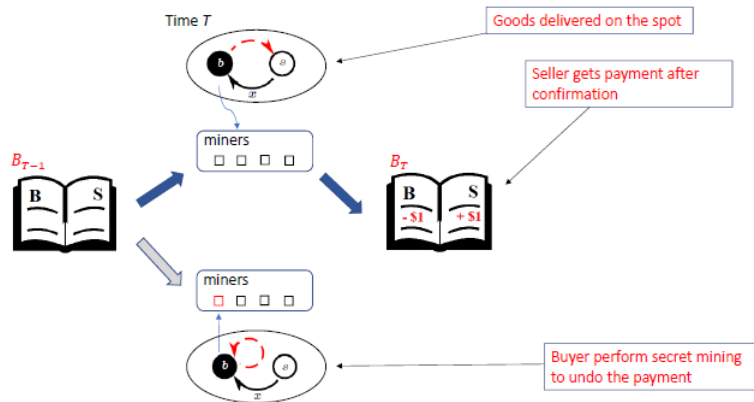 Time T
Goods delivered on the spot
b
s
x
Seller gets payment after
confirmation
miners
B_{T-1}
B S
B_T
B S
- $1 + $1
miners
b
s
x
Buyer perform secret mining
to undo the payment